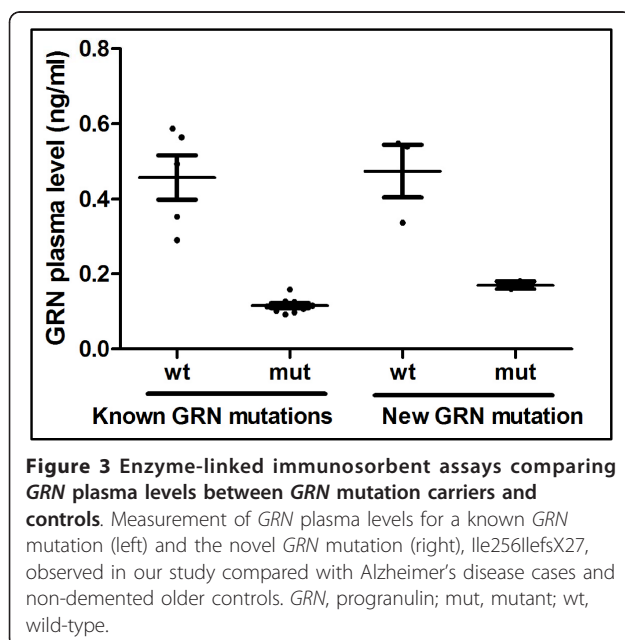 0.8
0.6
0.4
0.2
0.0
GRN plasma level (ng/ml)
wt mut wt mut
Known GRN mutations New GRN mutation
Figure 3 Enzyme-linked immunosorbent assays comparing
GRN plasma levels between GRN mutation carriers and
controls. Measurement of GRN plasma levels for a known GRN
mutation (left) and the novel GRN mutation (right), Ile256IlefsX27,
observed in our study compared with Alzheimer's disease cases and
non-demented older controls. GRN, progranulin; mut, mutant; wt,
wild-type.